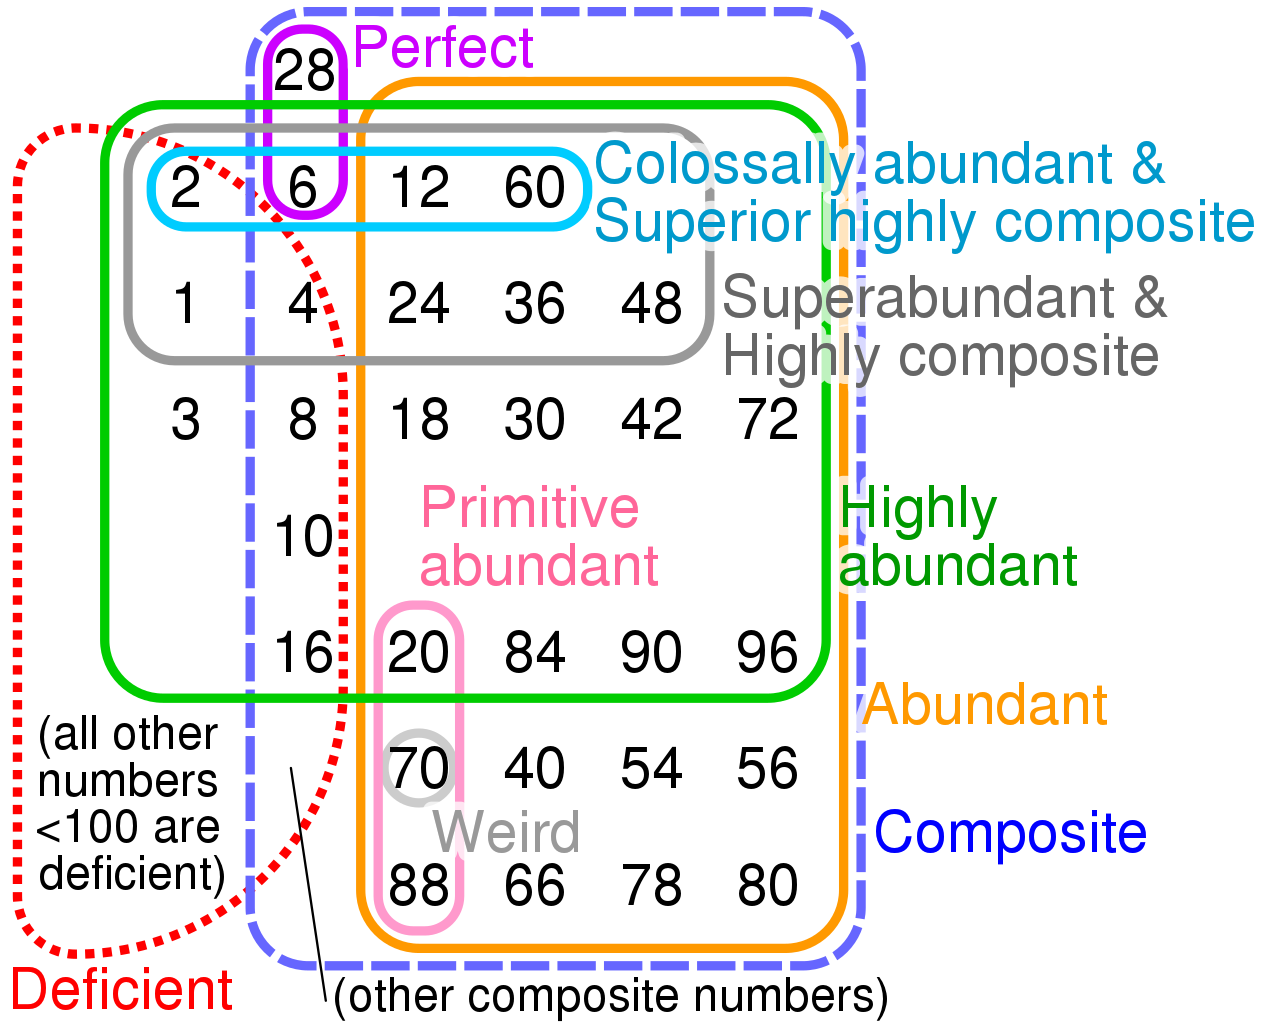 28 Perfect
2 6 12 60
Colossally abundant &
Superior highly composite
1 4 24 36 48
Superabundant &
Highly composite
3 8 18 30 42 72
10
Primitive
abundant
Highly
abundant
16 20 84 90 96
Abundant
(all other
numbers
<100 are
deficient)
70 40 54 56
Weird
Composite
88 66 78 80
Deficient
(other composite numbers)